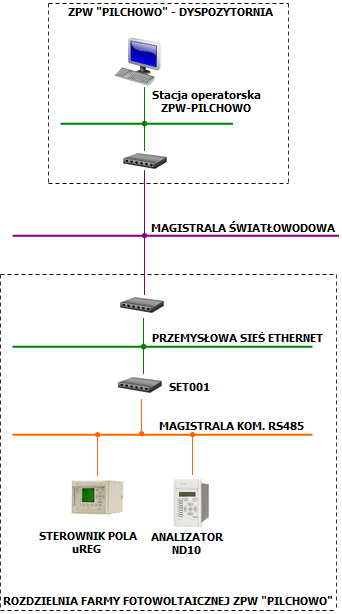 ZPW "PILCHOWO" - DYSPOZYTORNIA
Stacja operatorska
ZPW-PILCHOWO
MAGISTRALA ŚWIATŁOWODOWA
PRZEMYSŁOWA SIEŚ ETHERNET
SET001
MAGISTRALA KOM. RS485
STEROWNIK POLA
uREG
ANALIZATOR
ND10
ROZDZIELNIA FARMY FOTOWOLTAICZNEJ ZPW "PILCHOWO"